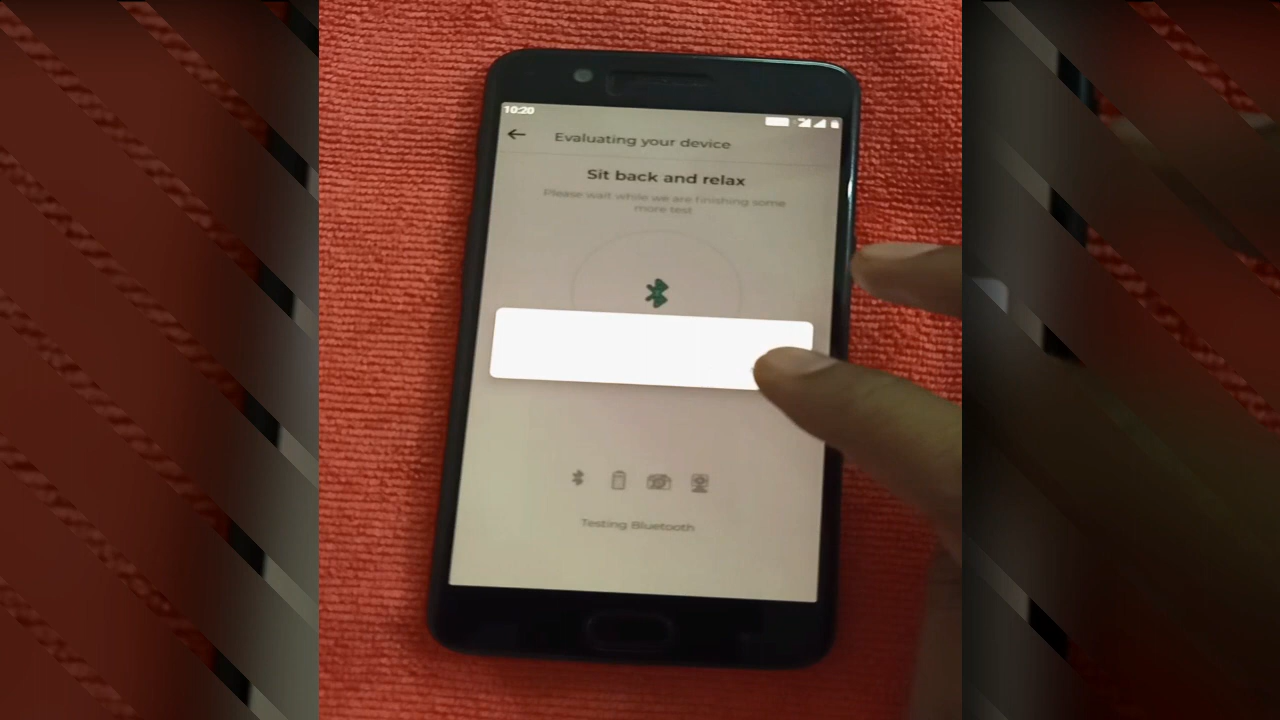 10:20
Evaluating your device
Sit back and relax
Please wait while we are finishing some
more test
Testing Bluetooth